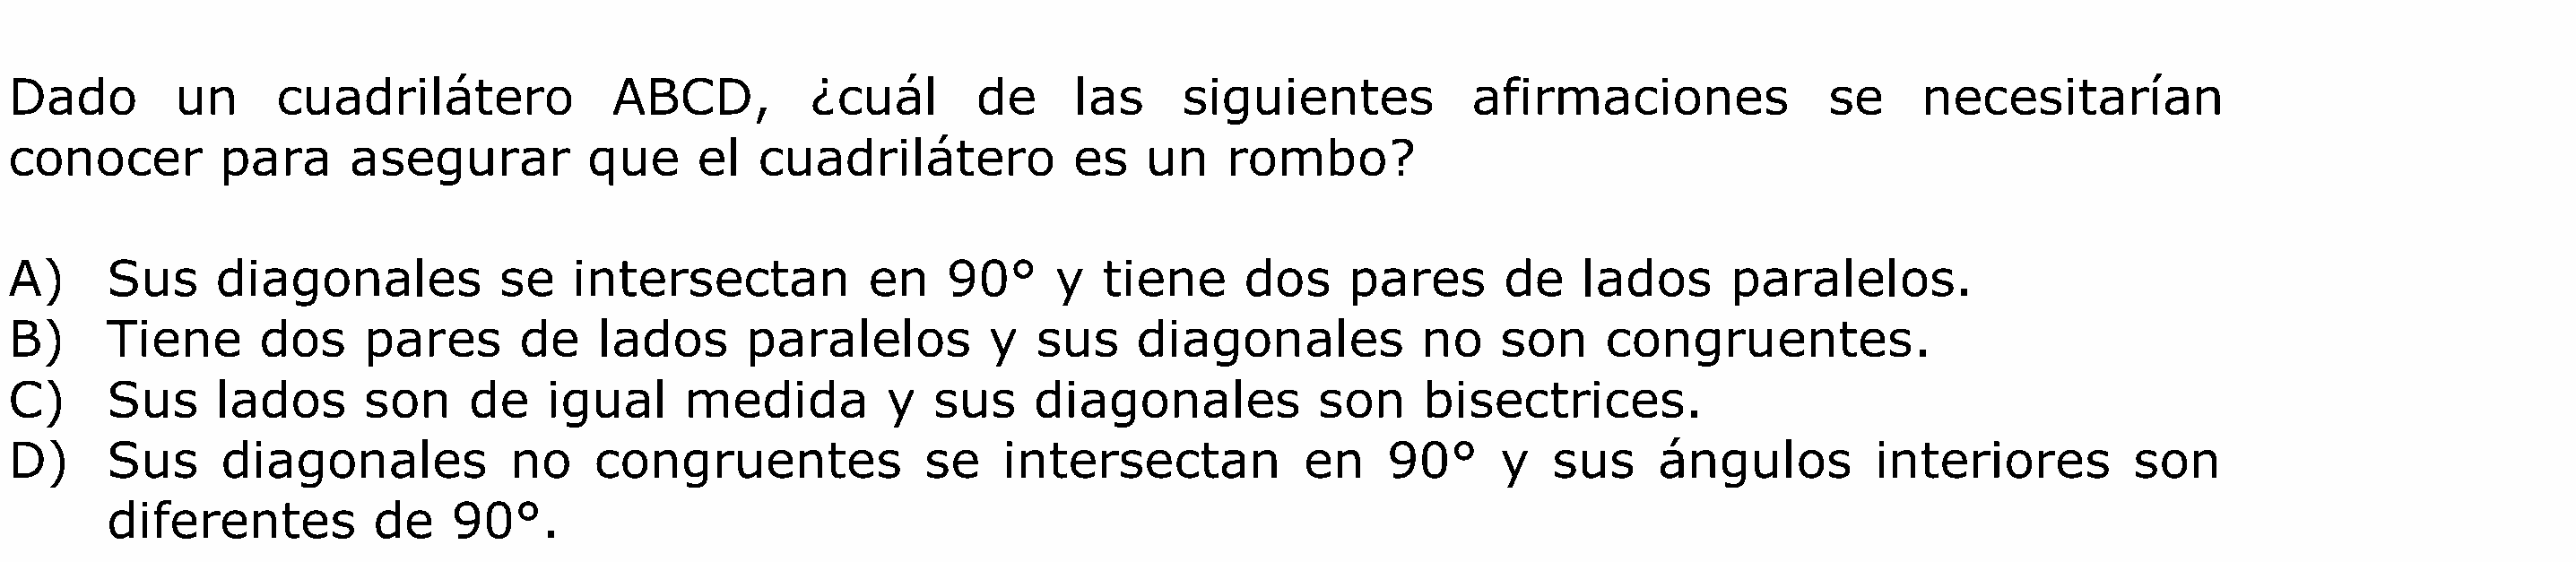 Dado un cuadrilátero ABCD, ¿cuál de las siguientes afirmaciones se necesitarían
conocer para asegurar que el cuadrilátero es un rombo?
A) Sus diagonales se intersectan en 90° y tiene dos pares de lados paralelos.
B) Tiene dos pares de lados paralelos y sus diagonales no son congruentes.
C) Sus lados son de igual medida y sus diagonales son bisectrices.
D) Sus diagonales no congruentes se intersectan en 90° y sus ángulos interiores son
diferentes de 90°.